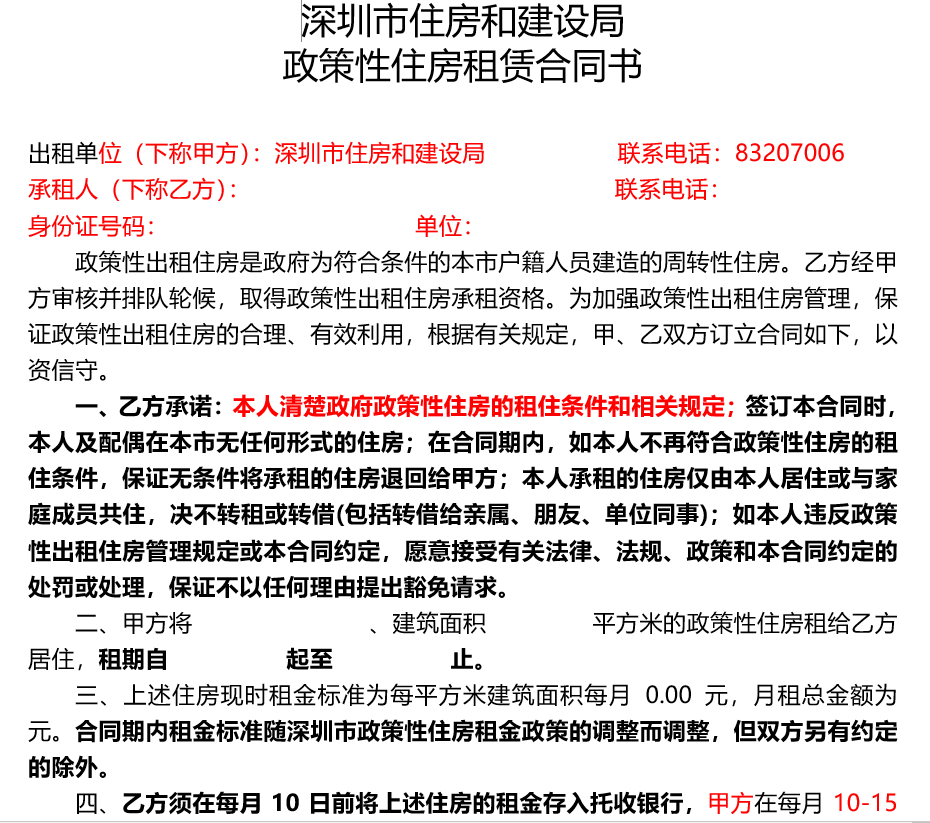 深圳市住房和建设局
政策性住房租赁合同书
出租单位（下称甲方）：深圳市住房和建设局 联系电话：83207006
承租人（下称乙方）： 联系电话：
身份证号码： 单位：
政策性出租住房是政府为符合条件的本市户籍人员建造的周转性住房。乙方经甲
方审核并排队轮候，取得政策性出租住房承租资格。为加强政策性出租住房管理，保
证政策性出租住房的合理、有效利用，根据有关规定，甲、乙双方订立合同如下，以
资信守。
一、乙方承诺：本人清楚政府政策性住房的租住条件和相关规定；签订本合同时，
本人及配偶在本市无任何形式的住房；在合同期内，如本人不再符合政策性住房的租
住条件，保证无条件将承租的住房退回给甲方；本人承租的住房仅由本人居住或与家
庭成员共住，决不转租或转借(包括转借给亲属、朋友、单位同事)；如本人违反政策
性出租住房管理规定或本合同约定，愿意接受有关法律、法规、政策和本合同约定的
处罚或处理，保证不以任何理由提出豁免请求。
二、甲方将 、建筑面积 平方米的政策性住房租给乙方
居住，租期自 起至 止。
三、上述住房现时租金标准为每平方米建筑面积每月 0.00 元，月租总金额为
元。合同期内租金标准随深圳市政策性住房租金政策的调整而调整，但双方另有约定
的除外。
四、乙方须在每月 10 日前将上述住房的租金存入托收银行，甲方在每月 10-15